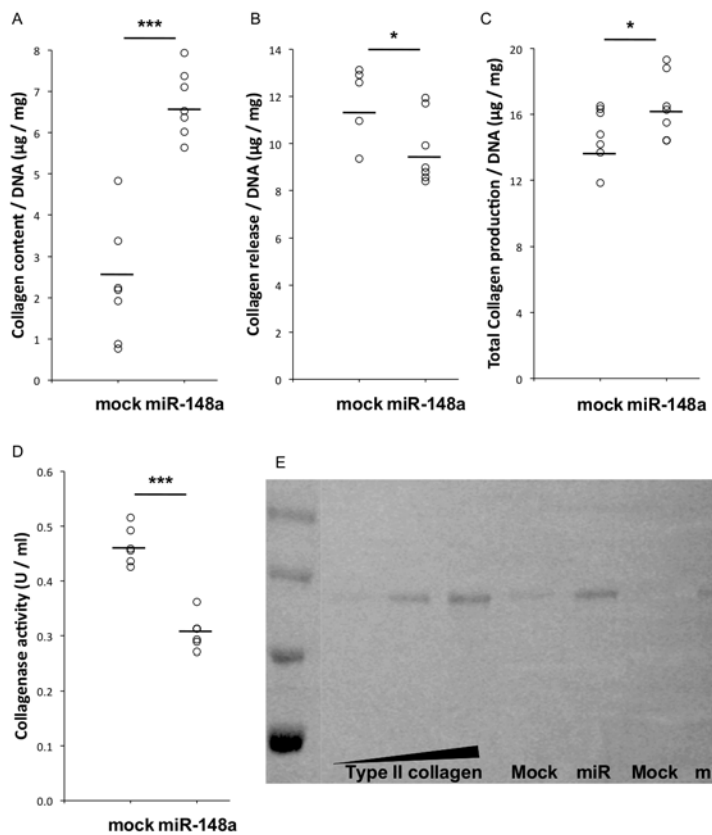 A
***
Collagen content / DNA (µg / mg)
8
7
6
5
4
3
2
1
0
mock miR-148a
B
*
Collagen release / DNA (µg / mg)
14
12
10
8
6
4
2
0
mock miR-148a
C
*
Total Collagen production / DNA (µg / mg)
20
16
12
8
4
0
mock miR-148a
D
***
Collagenase activity (U / ml)
0.6
0.5
0.4
0.3
0.2
0.1
0.0
mock miR-148a
E
Type II collagen Mock miR Mock m